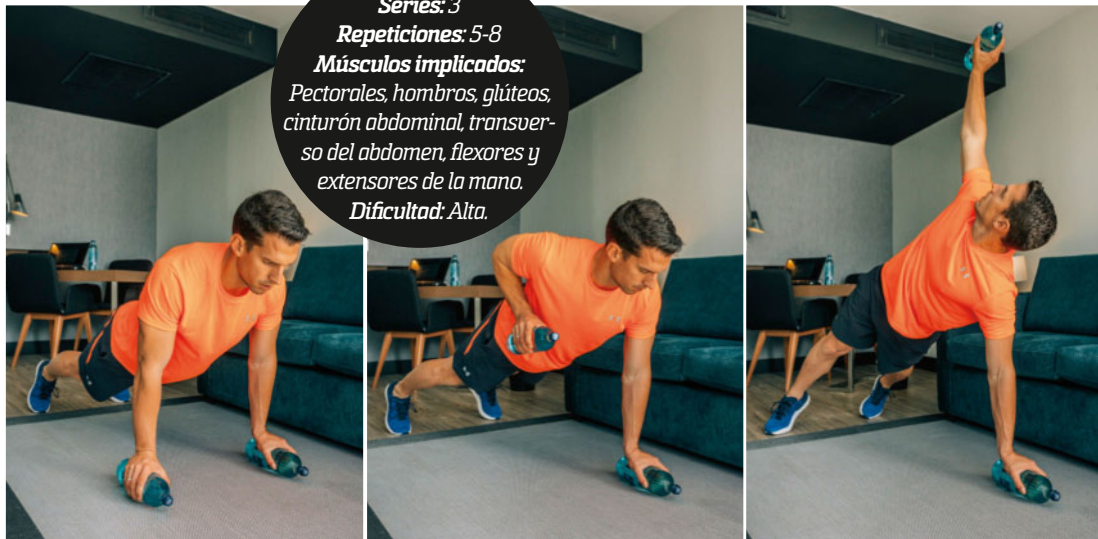 Series: 3
Repeticiones: 5-8
Músculos implicados:
Pectorales, hombros, glúteos,
cinturón abdominal, transver-
so del abdomen, flexores y
extensores de la mano.
Dificultad: Alta.